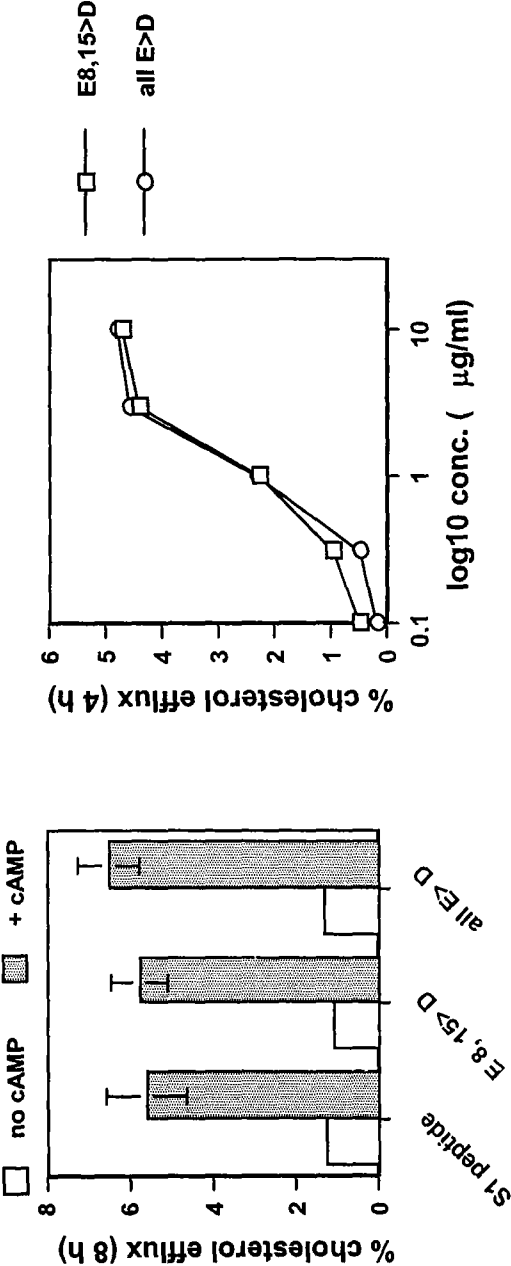 no cAMP
+ cAMP
% cholesterol efflux (8 h)
8
6
4
2
0
S1 peptide
E 8, 15> D
all E> D
% cholesterol efflux (4 h)
6
5
4
3
2
1
0
0.1
1
10
log10 conc. ( µg/ml)
E8,15>D
all E>D